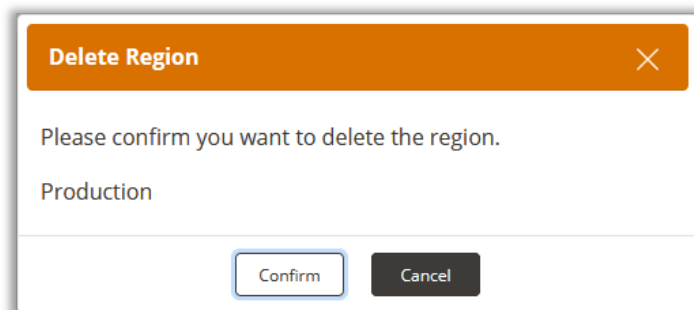 Delete Region
Please confirm you want to delete the region.
Production
Confirm
Cancel